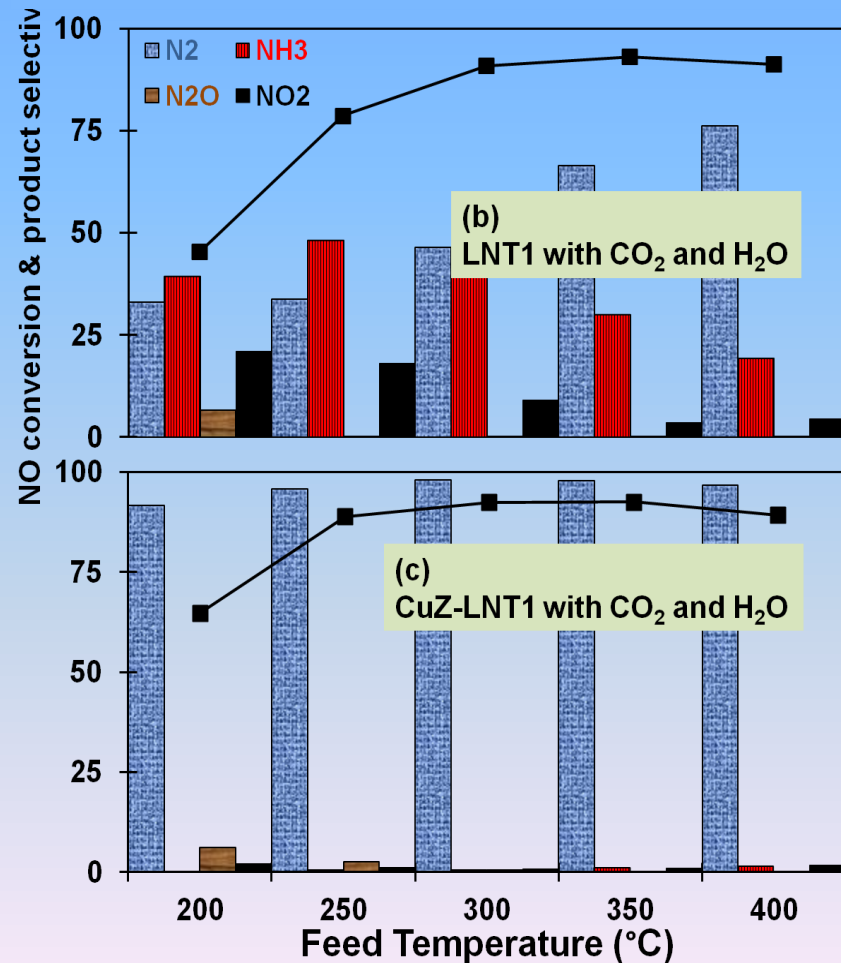 NO conversion & product selectiv
100
N2 NH3
N2O NO2
75
50
25
0
(b)
LNT1 with CO₂ and H₂O
100
75
50
25
0
(c)
CuZ-LNT1 with CO₂ and H₂O
200 250 300 350 400
Feed Temperature (°C)